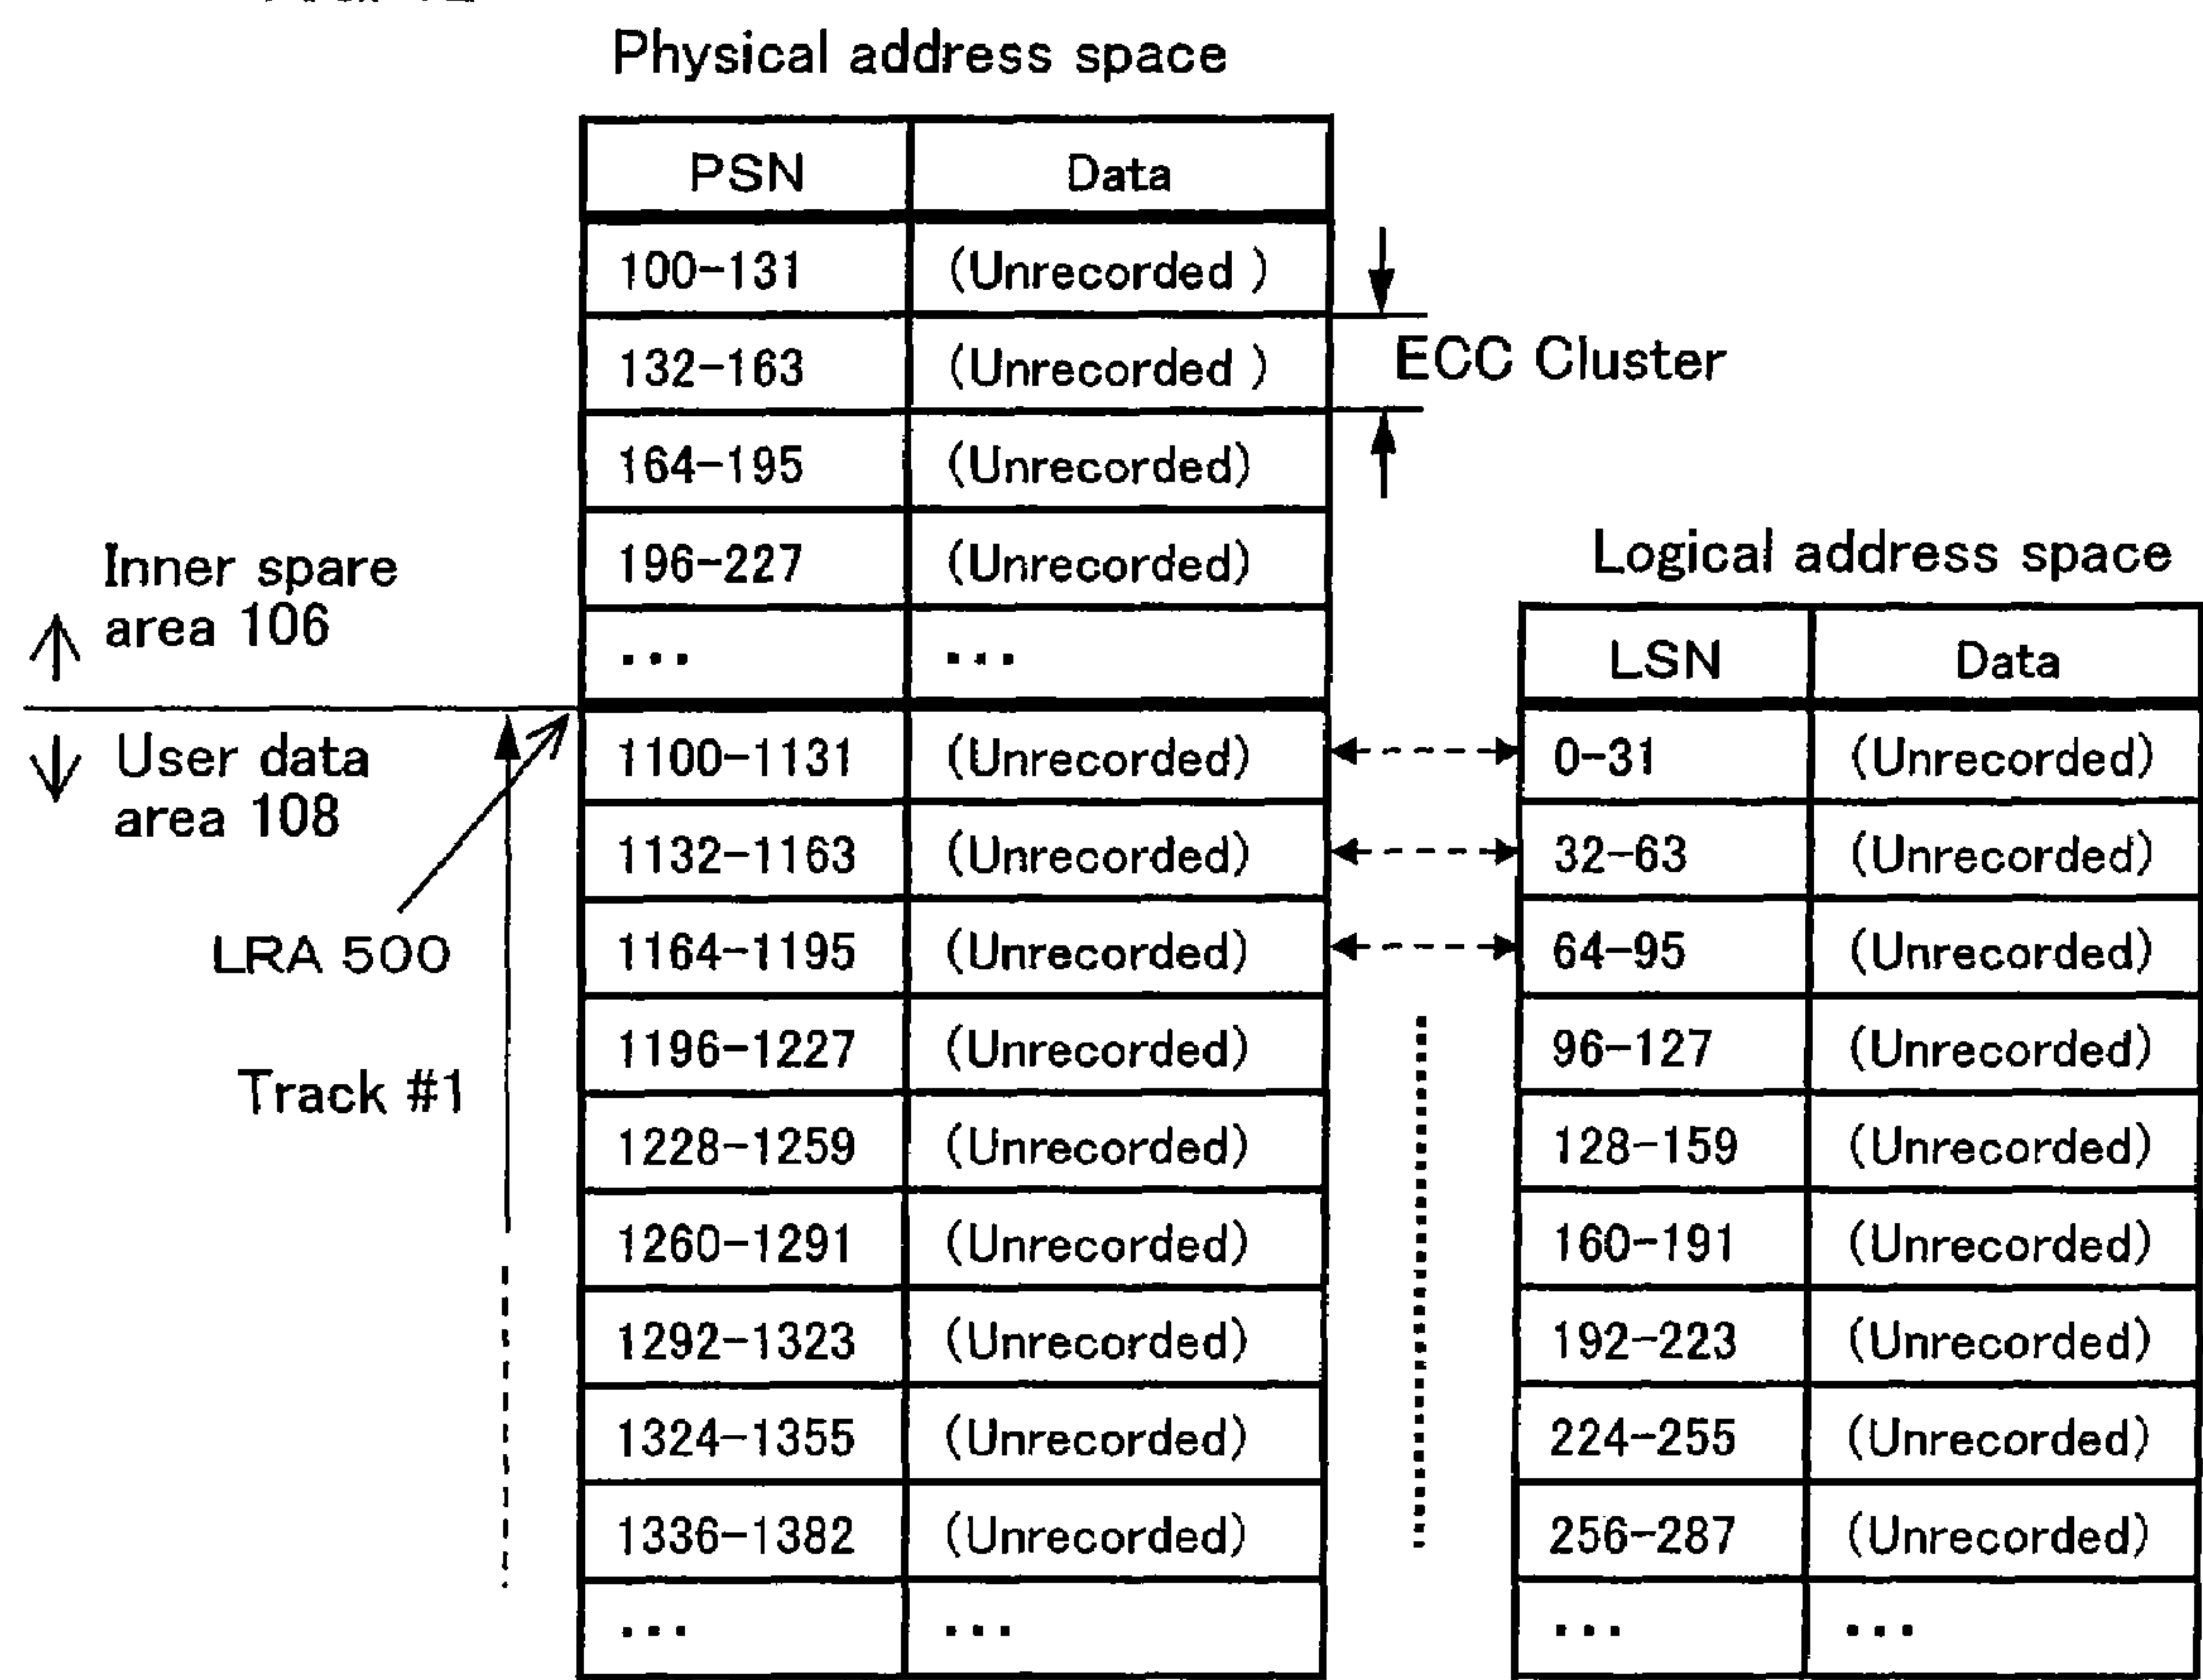 Physical address space
PSN Data
100-131 (Unrecorded )
132-163 (Unrecorded )
ECC Cluster
164-195 (Unrecorded)
196-227 (Unrecorded)
... ...
Inner spare
area 106
User data
area 108
LRA 500
Track #1
1100-1131 (Unrecorded)
1132-1163 (Unrecorded)
1164-1195 (Unrecorded)
1196-1227 (Unrecorded)
1228-1259 (Unrecorded)
1260-1291 (Unrecorded)
1292-1323 (Unrecorded)
1324-1355 (Unrecorded)
1336-1382 (Unrecorded)
... ...
Logical address space
LSN Data
0-31 (Unrecorded)
32-63 (Unrecorded)
64-95 (Unrecorded)
96-127 (Unrecorded)
128-159 (Unrecorded)
160-191 (Unrecorded)
192-223 (Unrecorded)
224-255 (Unrecorded)
256-287 (Unrecorded)
... ...